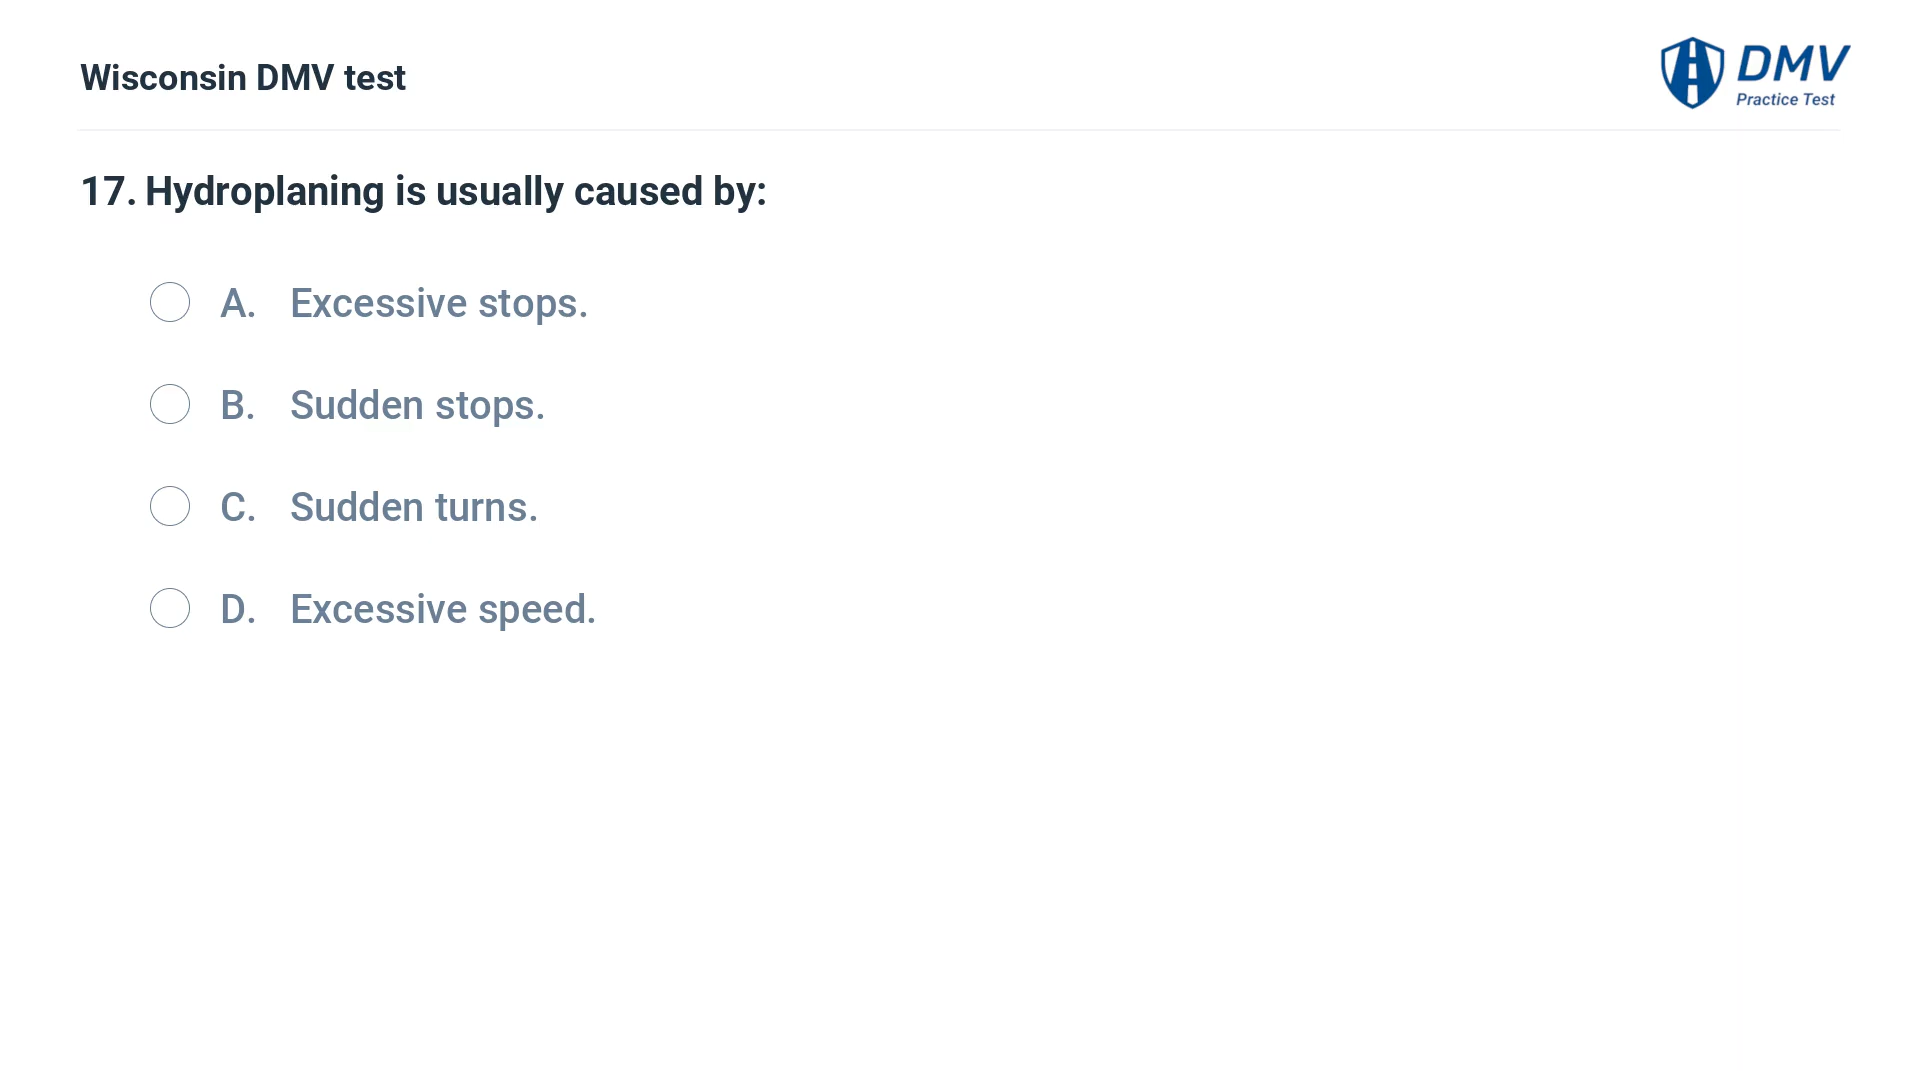 Wisconsin DMV test
DMV
Practice Test
17. Hydroplaning is usually caused by:
A. Excessive stops.
B. Sudden stops.
C. Sudden turns.
D. Excessive speed.